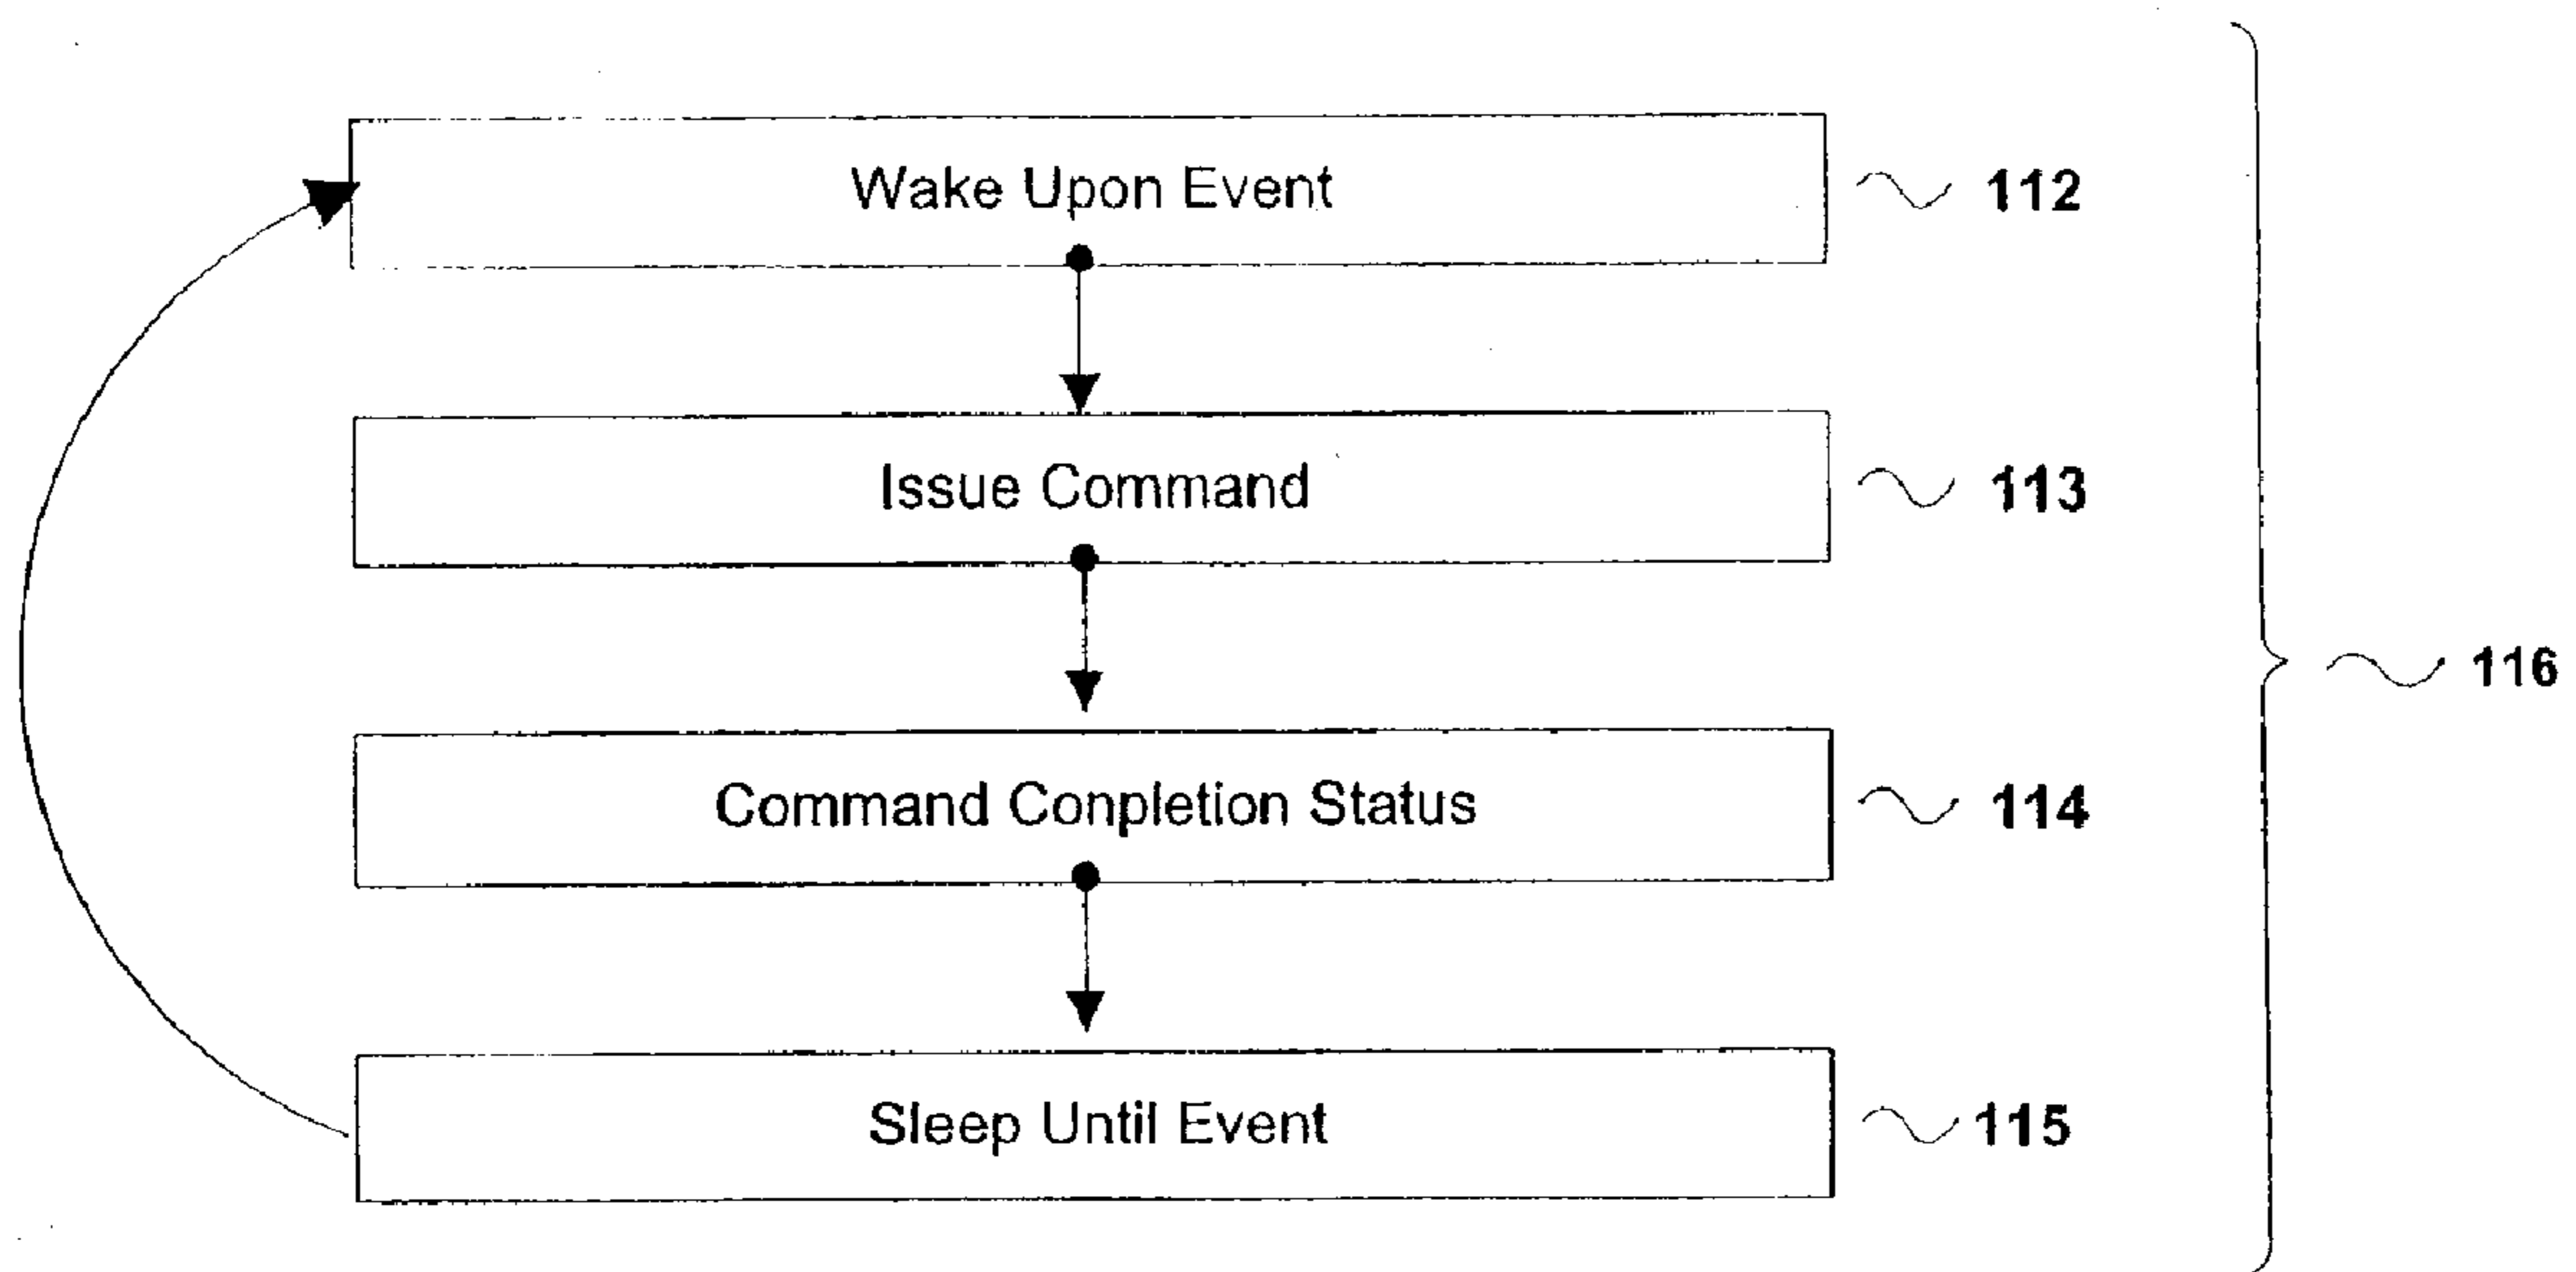 Wake Upon Event 112
Issue Command 113
116
Command Conpletion Status 114
Sleep Until Event 115